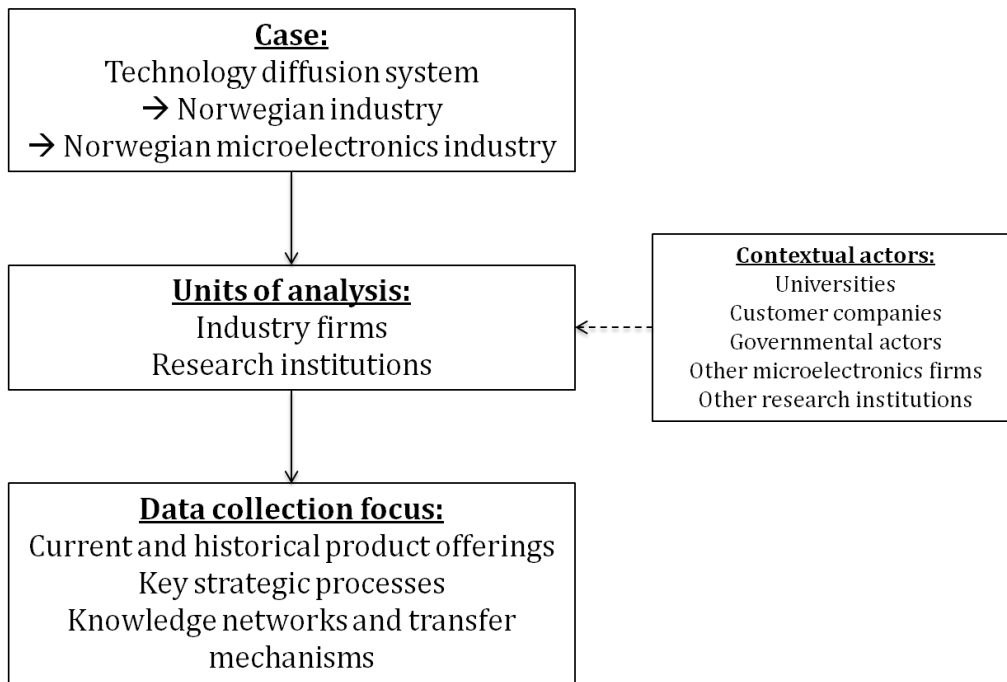 Case:
Technology diffusion system
→ Norwegian industry
→ Norwegian microelectronics industry
Units of analysis:
Industry firms
Research institutions
Contextual actors:
Universities
Customer companies
Governmental actors
Other microelectronics firms
Other research institutions
Data collection focus:
Current and historical product offerings
Key strategic processes
Knowledge networks and transfer
mechanisms